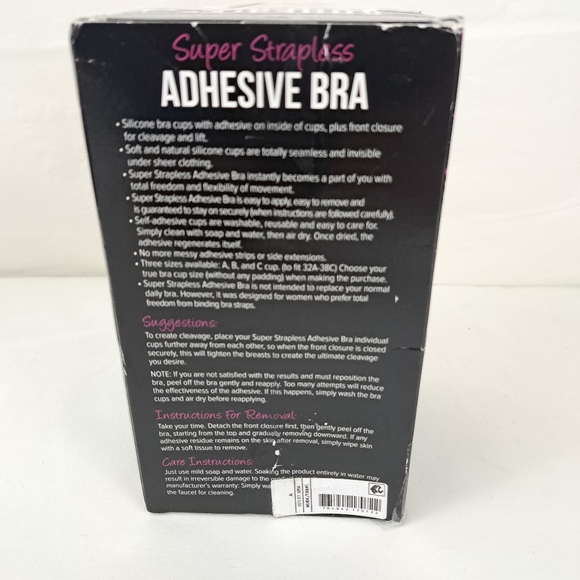 Super Strapless
ADHESIVE BRA
• Silicone bra cups with adhesive on inside of cups, plus front closure
for cleavage and lift.
• Soft and natural silicone cups are totally seamless and invisible
under sheer clothing.
• Super Strapless Adhesive Bra instantly becomes a part of you with
total freedom and flexibility of movement.
• Super Strapless Adhesive Bra is easy to apply, easy to remove and
is guaranteed to stay on securely (when instructions are followed carefully).
• Self-adhesive cups are washable, reusable and easy to care for.
Simply clean with soap and water, then air dry. Once dried, the
adhesive regenerates itself.
• No more messy adhesive strips or side extensions.
• Three sizes available: A, B, and C cup. (to fit 32A-38C) Choose your
true bra cup size (without any padding) when making the purchase.
• Super Strapless Adhesive Bra is not intended to replace your normal
daily bra. However, it was designed for women who prefer total
freedom from binding bra straps.
Suggestions:
To create cleavage, place your Super Strapless Adhesive Bra individual
cups further away from each other, so when the front closure is closed
securely, this will tighten the breasts to create the ultimate cleavage
you desire.
NOTE: If you are not satisfied with the results and must reposition the
bra, peel off the bra gently and reapply. Too many attempts will reduce
the effectiveness of the adhesive. If this happens, simply wash the bra
cups and air dry before reapplying.
Instructions For Removal:
Take your time. Detach the front closure first, then gently peel off the
bra, starting from the top and gradually removing downward. If any
adhesive residue remains on the skin after removal, simply wipe skin
with a soft tissue to remove.
Care Instructions:
Just use mild soap and water. Soaking the product entirely in water may
result in irreversible damage to the
manufacturer's warranty: Simply
the faucet for cleaning.
A